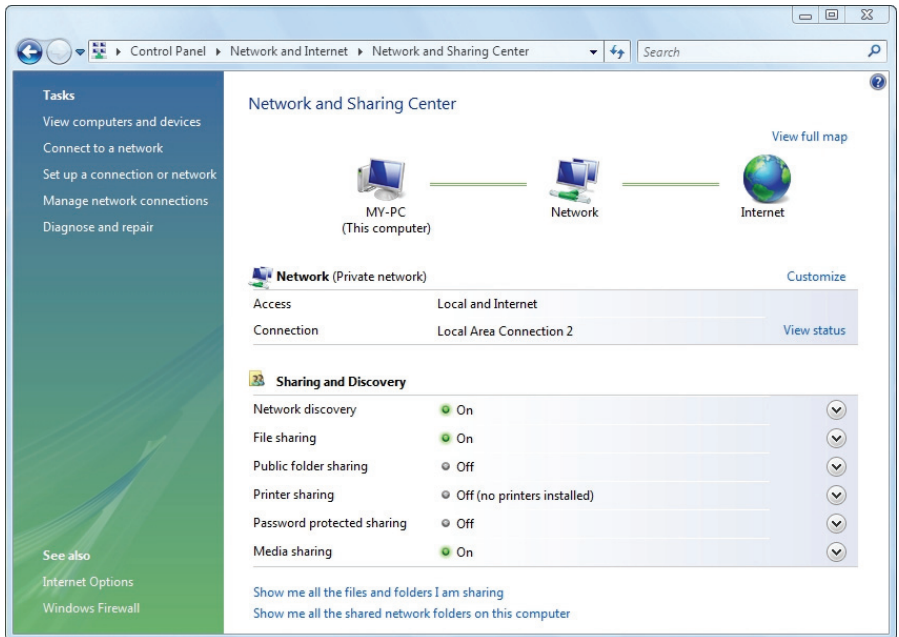 Control Panel ▸ Network and Internet ▸ Network and Sharing Center
Search
Tasks
View computers and devices
Connect to a network
Set up a connection or network
Manage network connections
Diagnose and repair
See also
Internet Options
Windows Firewall
Network and Sharing Center
View full map
MY-PC
(This computer)
Network
Internet
Network (Private network)
Customize
Access Local and Internet
Connection Local Area Connection 2 View status
Sharing and Discovery
Network discovery On
File sharing On
Public folder sharing Off
Printer sharing Off (no printers installed)
Password protected sharing Off
Media sharing On
Show me all the files and folders I am sharing
Show me all the shared network folders on this computer